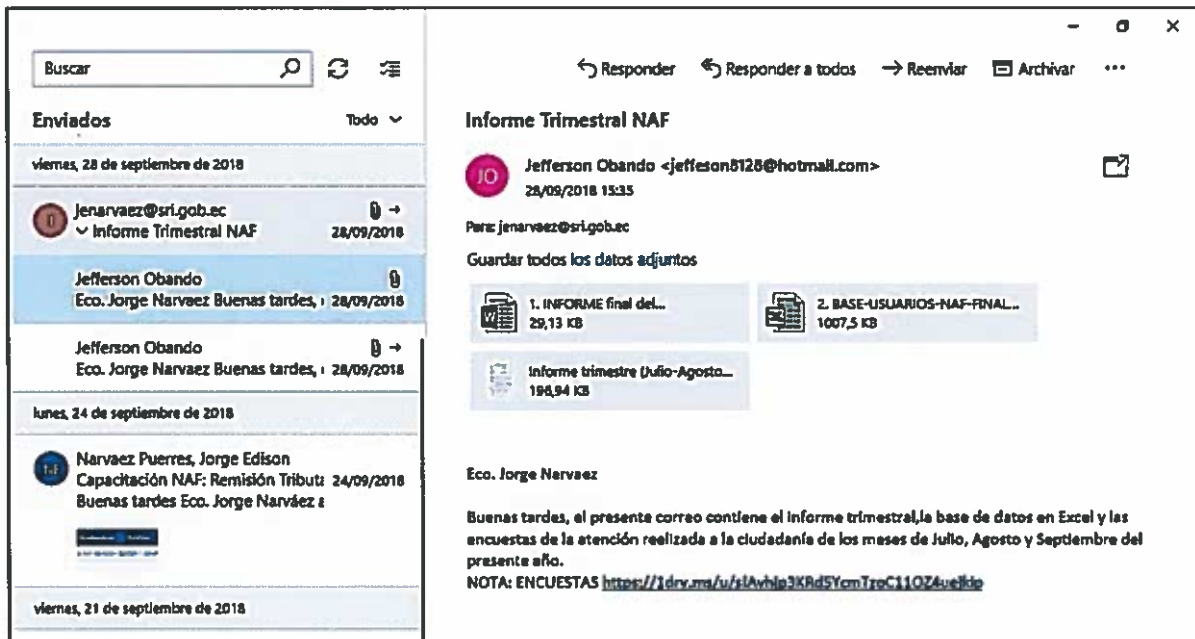 Buscar
Enviados Todo
viernes, 28 de septiembre de 2018
jenarvaez@sri.gob.ec
Informe Trimestral NAF 28/09/2018
Jefferson Obando
Eco. Jorge Narvaez Buenas tardes, 28/09/2018
Jefferson Obando
Eco. Jorge Narvaez Buenas tardes, 28/09/2018
lunes, 24 de septiembre de 2018
Narvaez Puerres, Jorge Edison
Capacitación NAF: Remisión Tributa 24/09/2018
Buenas tardes Eco. Jorge Narváez a
viernes, 21 de septiembre de 2018
Responder Responder a todos Reenviar Archivar
Informe Trimestral NAF
JO
Jefferson Obando <jeffeson8128@hotmail.com>
28/09/2018 15:35
Para: jenarvaez@sri.gob.ec
Guardar todos los datos adjuntos
1. INFORME final del...
29,13 KB
2. BASE-USUARIOS-NAF-FINAL...
1007,5 KB
Informe trimestre (Julio-Agosto...
196,94 KB
Eco. Jorge Narvaez
Buenas tardes, el presente correo contiene el informe trimestral,la base de datos en Excel y las
encuestas de la atención realizada a la ciudadanía de los meses de Julio, Agosto y Septiembre del
presente año.
NOTA: ENCUESTAS